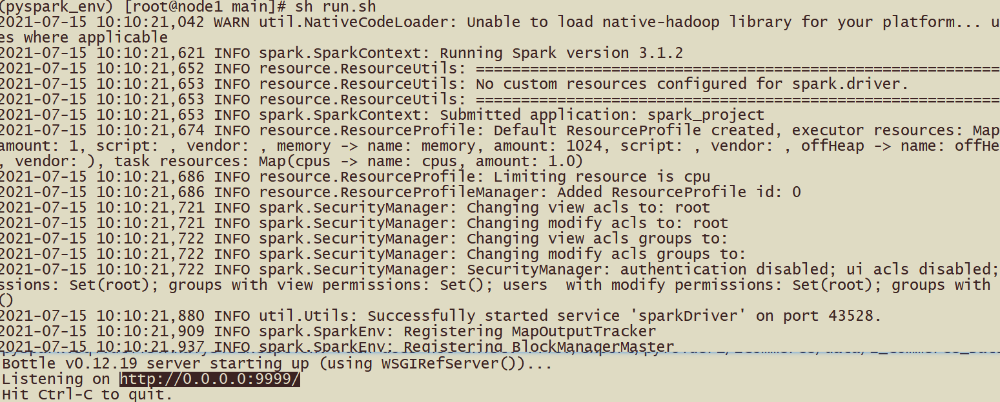 (pyspark_env) [root@node1 main]# sh run.sh
2021-07-15 10:10:21,042 WARN util.NativeCodeLoader: Unable to load native-hadoop library for your platform... u
es where applicable
2021-07-15 10:10:21,621 INFO spark.SparkContext: Running Spark version 3.1.2
2021-07-15 10:10:21,652 INFO resource.ResourceUtils: ==========================================================
2021-07-15 10:10:21,653 INFO resource.ResourceUtils: No custom resources configured for spark.driver.
2021-07-15 10:10:21,653 INFO resource.ResourceUtils: ==========================================================
2021-07-15 10:10:21,653 INFO spark.SparkContext: Submitted application: spark_project
2021-07-15 10:10:21,674 INFO resource.ResourceProfile: Default ResourceProfile created, executor resources: Map
amount: 1, script: , vendor: , memory -> name: memory, amount: 1024, script: , vendor: , offHeap -> name: offHe
, vendor: ), task resources: Map(cpus -> name: cpus, amount: 1.0)
2021-07-15 10:10:21,686 INFO resource.ResourceProfile: Limiting resource is cpu
2021-07-15 10:10:21,686 INFO resource.ResourceProfileManager: Added ResourceProfile id: 0
2021-07-15 10:10:21,721 INFO spark.SecurityManager: Changing view acls to: root
2021-07-15 10:10:21,721 INFO spark.SecurityManager: Changing modify acls to: root
2021-07-15 10:10:21,722 INFO spark.SecurityManager: Changing view acls groups to:
2021-07-15 10:10:21,722 INFO spark.SecurityManager: Changing modify acls groups to:
2021-07-15 10:10:21,722 INFO spark.SecurityManager: SecurityManager: authentication disabled; ui acls disabled;
ssions: Set(root); groups with view permissions: Set(); users  with modify permissions: Set(root); groups with
()
2021-07-15 10:10:21,880 INFO util.Utils: Successfully started service 'sparkDriver' on port 43528.
2021-07-15 10:10:21,909 INFO spark.SparkEnv: Registering MapOutputTracker
2021-07-15 10:10:21,937 INFO spark.SparkEnv: Registering BlockManagerMaster
Bottle v0.12.19 server starting up (using WSGIRefServer())...
Listening on http://0.0.0.0:9999/
Hit Ctrl-C to quit.